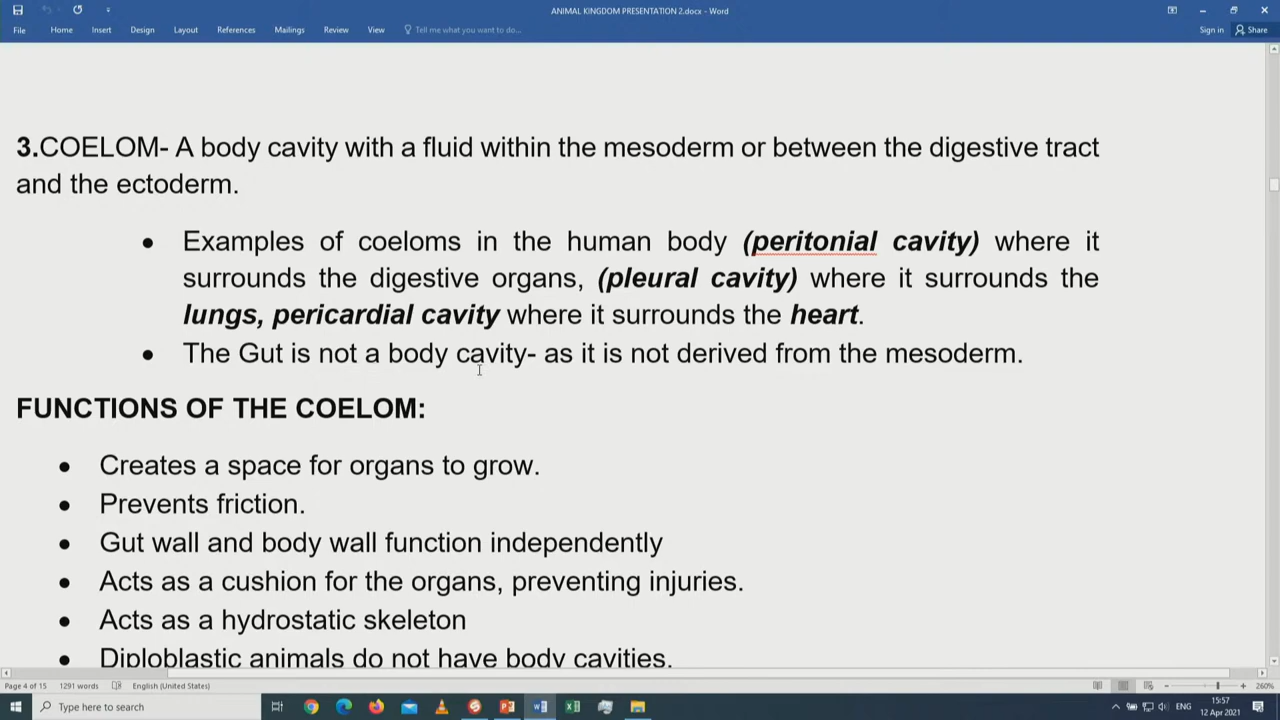 ANIMAL KINGDOM PRESENTATION 2.docx - Word
File Home Insert Design Layout References Mailings Review View Tell me what you want to do... Sign in Share
3.COELOM- A body cavity with a fluid within the mesoderm or between the digestive tract
and the ectoderm.
● Examples of coeloms in the human body (peritonial cavity) where it
surrounds the digestive organs, (pleural cavity) where it surrounds the
lungs, pericardial cavity where it surrounds the heart.
● The Gut is not a body cavity- as it is not derived from the mesoderm.
FUNCTIONS OF THE COELOM:
● Creates a space for organs to grow.
● Prevents friction.
● Gut wall and body wall function independently
● Acts as a cushion for the organs, preventing injuries.
● Acts as a hydrostatic skeleton
● Diploblastic animals do not have body cavities.
Page 4 of 15 1291 words English (United States) 260%
Type here to search ENG 15:57
12 Apr 2021